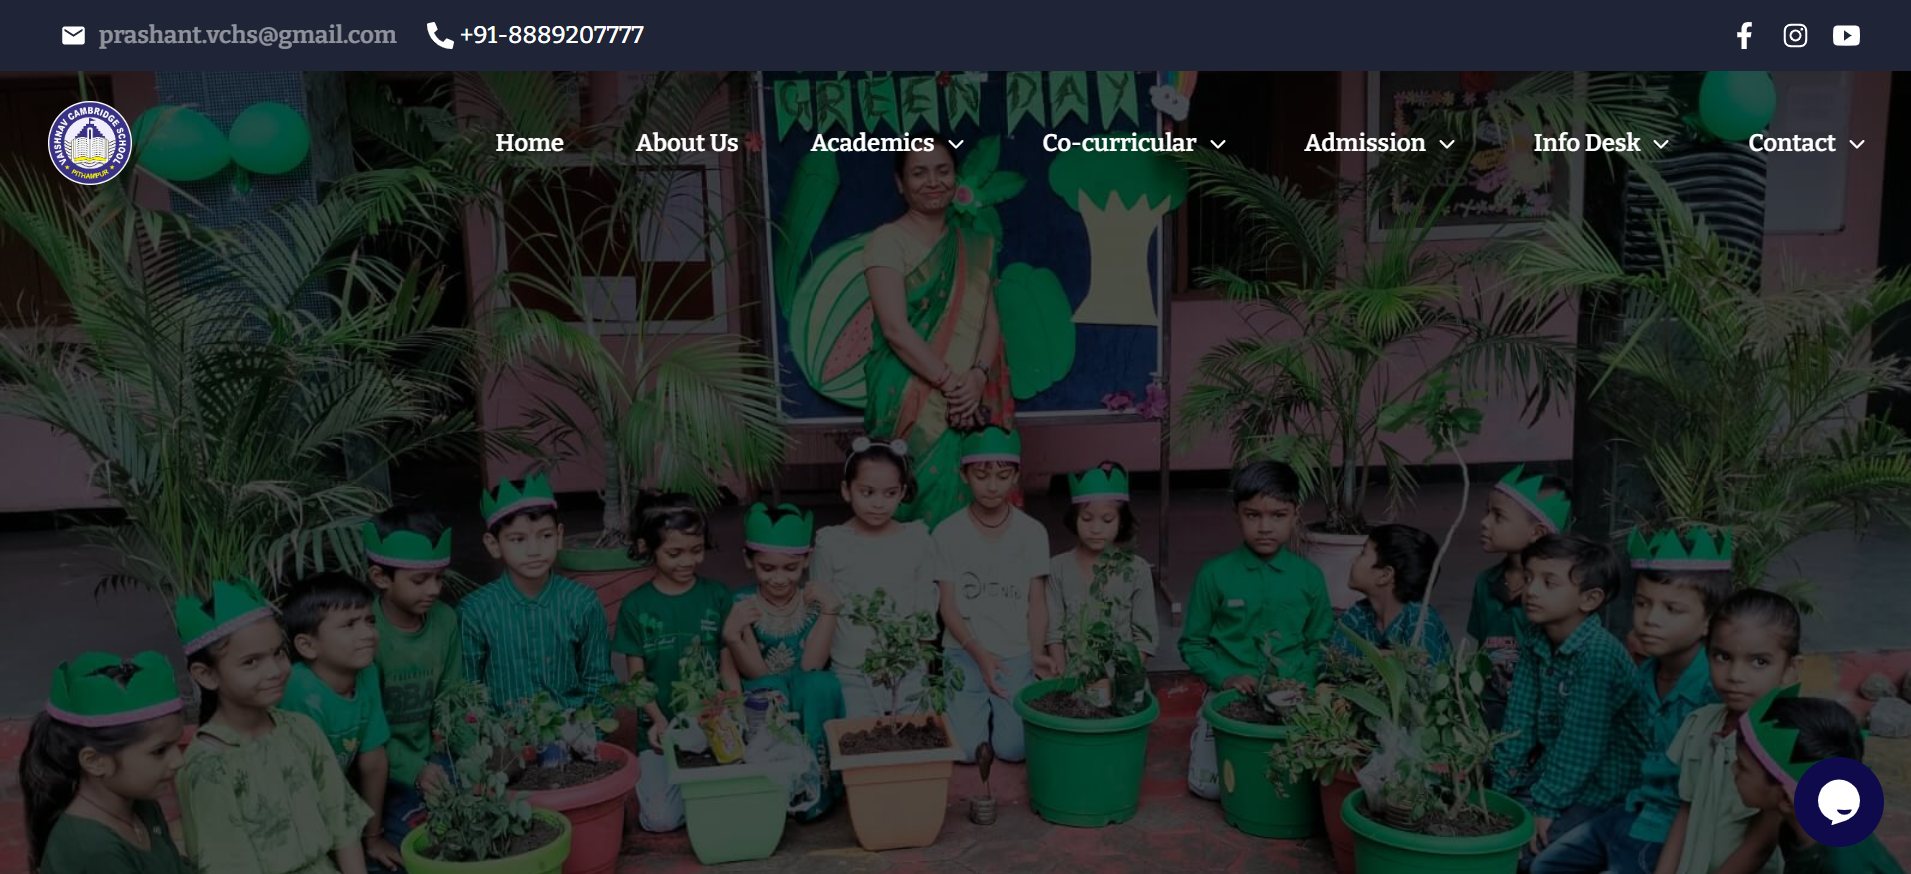 prashant.vchs@gmail.com +91-8889207777
GREEN DAY
VAISHNAV CAMBRIDGE SCHOOL
PITHAMPUR
Home About Us Academics Co-curricular Admission Info Desk Contact